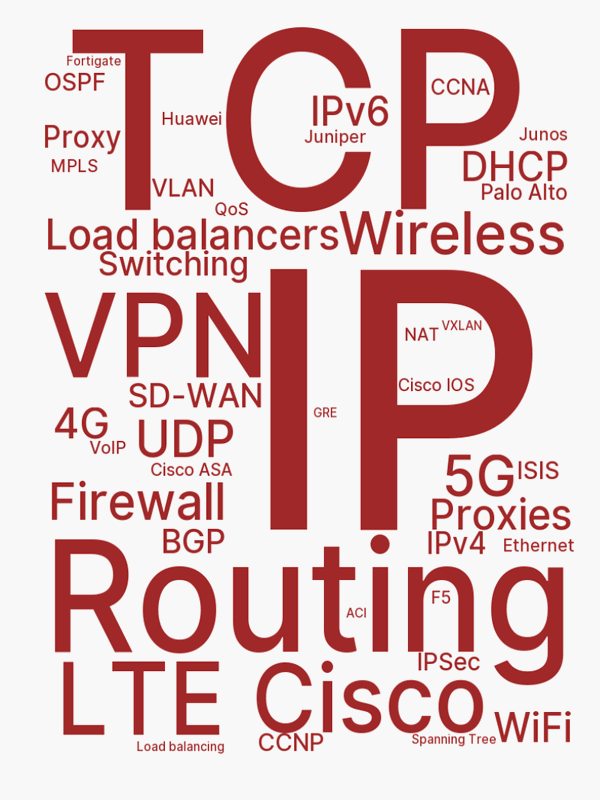 TCP
Fortigate
OSPF
CCNA
IPv6
Huawei
Proxy
Juniper
Junos
MPLS
DHCP
VLAN
Palo Alto
QoS
Load balancers
Wireless
Switching
IP
VPN
NAT
VXLAN
Cisco IOS
SD-WAN
GRE
4G
UDP
VoIP
Cisco ASA
5G
ISIS
Firewall
Proxies
BGP
IPv4
Ethernet
Routing
F5
ACI
IPSec
LTE
Cisco
WiFi
Spanning Tree
CCNP
Load balancing